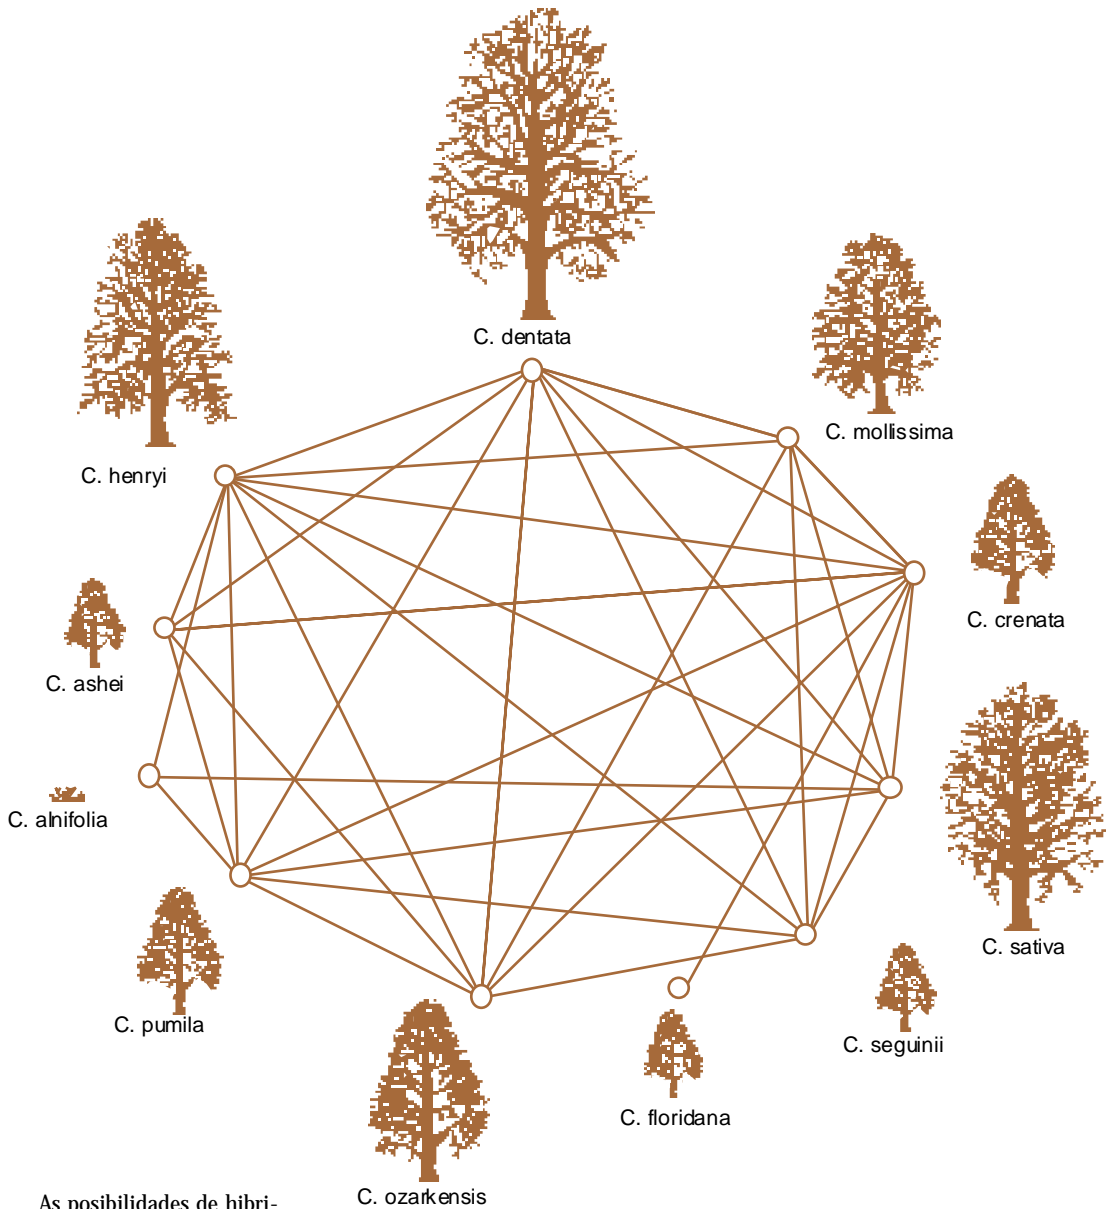 C. dentata
C. mollissima
C. henryi
C. crenata
C. ashei
C. alnifolia
C. sativa
C. pumila
C. seguinii
C. floridana
C. ozarkensis
As posibilidades de hibri-